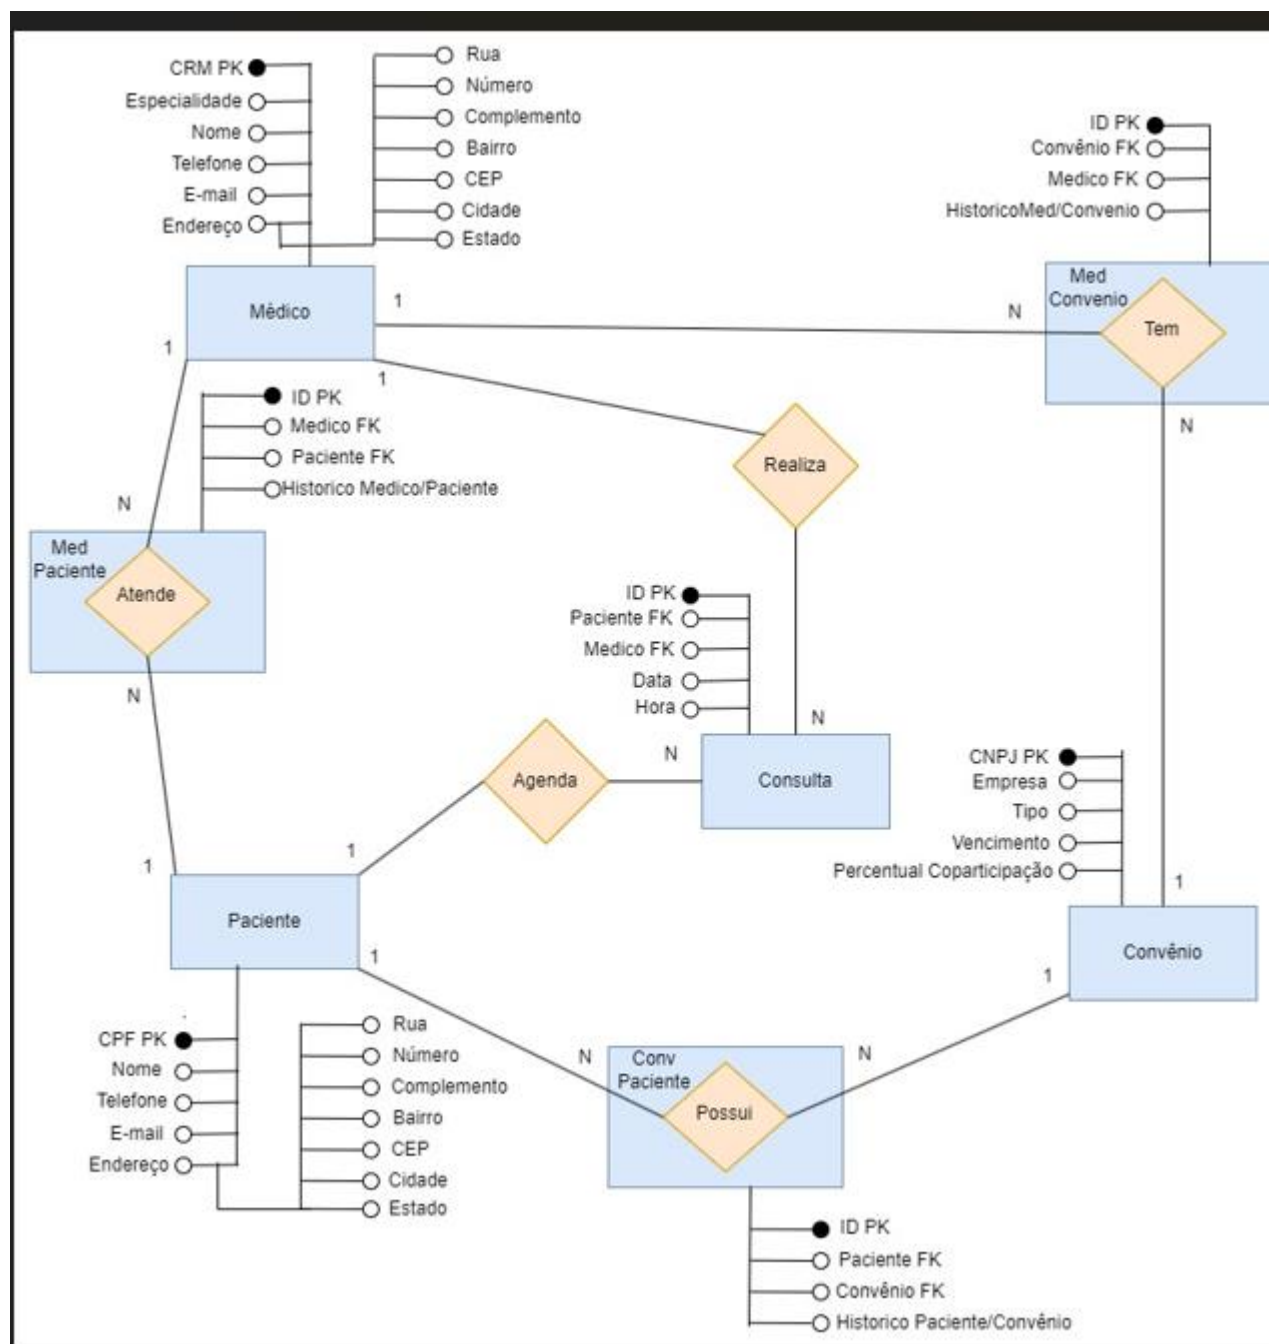 CRM PK
Especialidade
Nome
Telefone
E-mail
Endereço
Rua
Número
Complemento
Bairro
CEP
Cidade
Estado
ID PK
Convênio FK
Medico FK
HistoricoMed/Convenio
Médico
1
1
1
N
Med
Convenio
Tem
N
ID PK
Medico FK
Paciente FK
Historico Medico/Paciente
Realiza
N
Med
Paciente
Atende
N
ID PK
Paciente FK
Medico FK
Data
Hora
N
Agenda
N
Consulta
CNPJ PK
Empresa
Tipo
Vencimento
Percentual Coparticipação
1
1
1
Paciente
1
Convênio
1
CPF PK
Nome
Telefone
E-mail
Endereço
Rua
Número
Complemento
Bairro
CEP
Cidade
Estado
N
Conv
Paciente
Possui
N
ID PK
Paciente FK
Convênio FK
Historico Paciente/Convênio